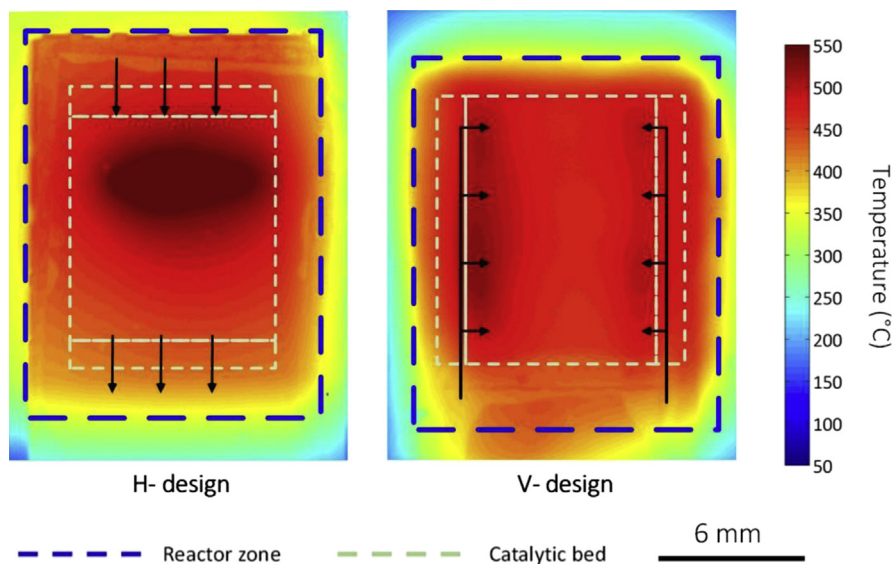 550
500
450
400
350
300
250
200
150
100
50
Temperature (°C)
H- design
V- design
6 mm
Reactor zone
Catalytic bed